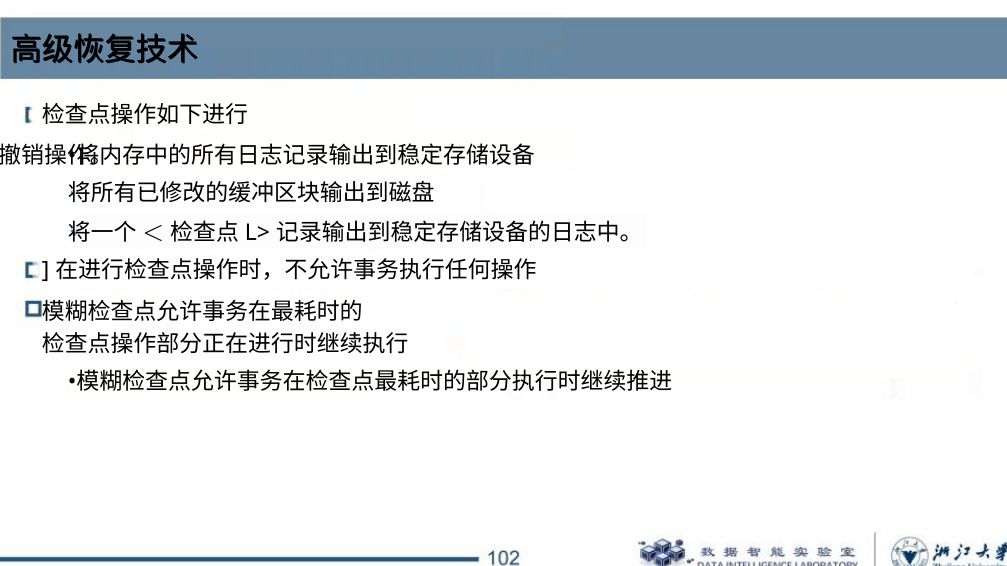 高级恢复技术
检查点操作如下进行
撤销操作。
•将内存中的所有日志记录输出到稳定存储设备
将所有已修改的缓冲区块输出到磁盘
将一个 ＜ 检查点 L> 记录输出到稳定存储设备的日志中。
] 在进行检查点操作时，不允许事务执行任何操作
模糊检查点允许事务在最耗时的
检查点操作部分正在进行时继续执行
•模糊检查点允许事务在检查点最耗时的部分执行时继续推进
102
数据智能实验室
DATA INTELLIGENCE LABORATORY
浙江大学